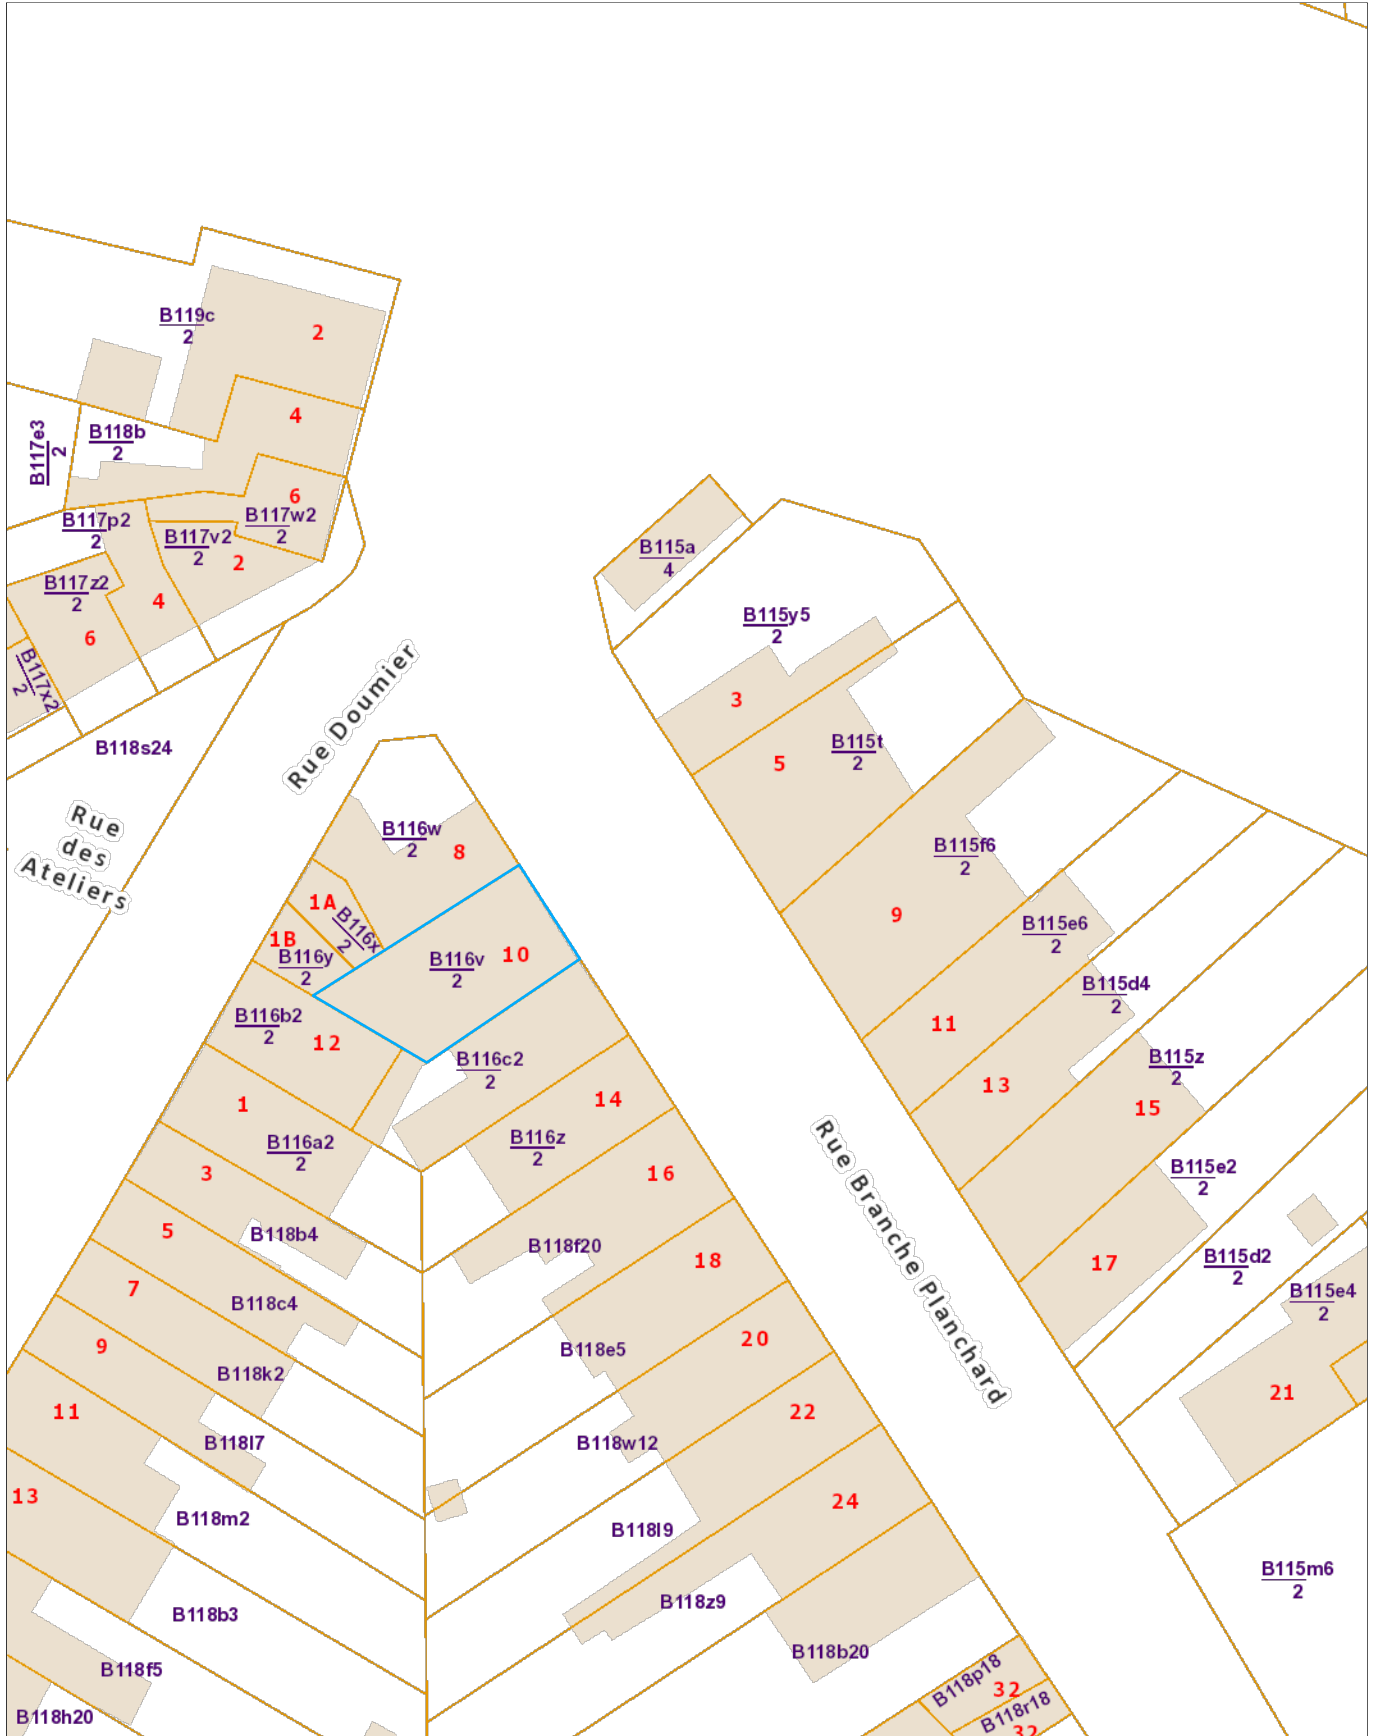 B119c
2
2
4
B117e3
2
B118b
2
6
B117p2
2
B117v2
2
B117w2
2
2
B117z2
2
4
6
B117x2
2
B118s24
Rue Doumier
Rue
des
Ateliers
B115a
4
B115y5
2
3
5
B115t
2
B116w
2
8
B115f6
2
9
1A
B116x
2
1B
B116y
2
B116v
2
10
B115e6
2
B115d4
2
11
B116b2
2
12
B116c2
2
13
B115z
2
15
1
14
B116a2
2
B116z
2
3
16
B115e2
2
Rue Branche Planchard
5
B118b4
B118f20
18
17
B115d2
2
7
B118c4
B115e4
2
9
B118k2
B118e5
20
21
11
B118l7
B118w12
22
13
B118m2
B118l9
24
B118b3
B118z9
B115m6
2
B118f5
B118b20
B118p18
32
B118h20
B118r18
32